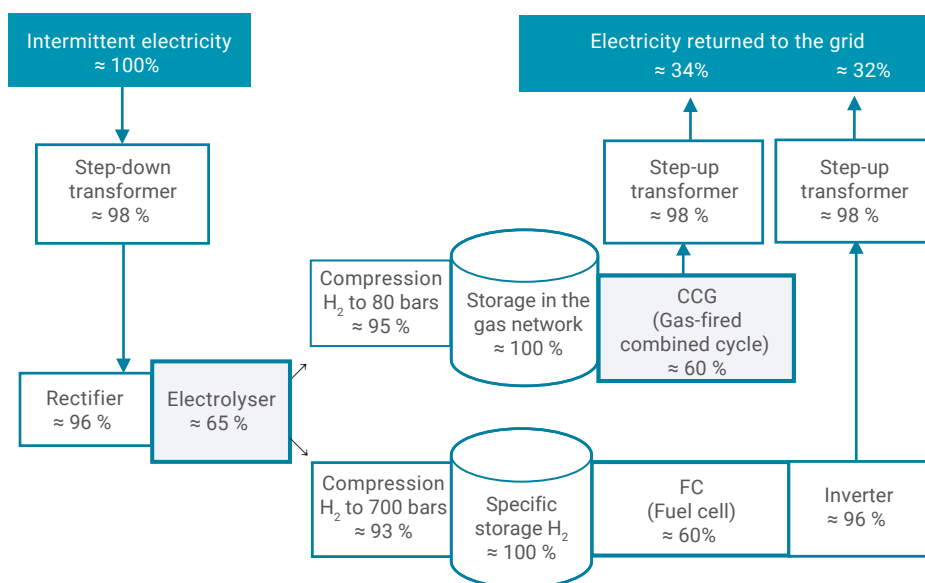 Intermittent electricity
≈ 100%
Electricity returned to the grid
≈ 34%
≈ 32%
Step-down
transformer
≈ 98 %
Step-up
transformer
≈ 98 %
Step-up
transformer
≈ 98 %
Compression
H₂ to 80 bars
≈ 95 %
Storage in the
gas network
≈ 100 %
CCG
(Gas-fired
combined cycle)
≈ 60 %
Rectifier
≈ 96 %
Electrolyser
≈ 65 %
Compression
H₂ to 700 bars
≈ 93 %
Specific
storage H₂
≈ 100 %
FC
(Fuel cell)
≈ 60%
Inverter
≈ 96 %